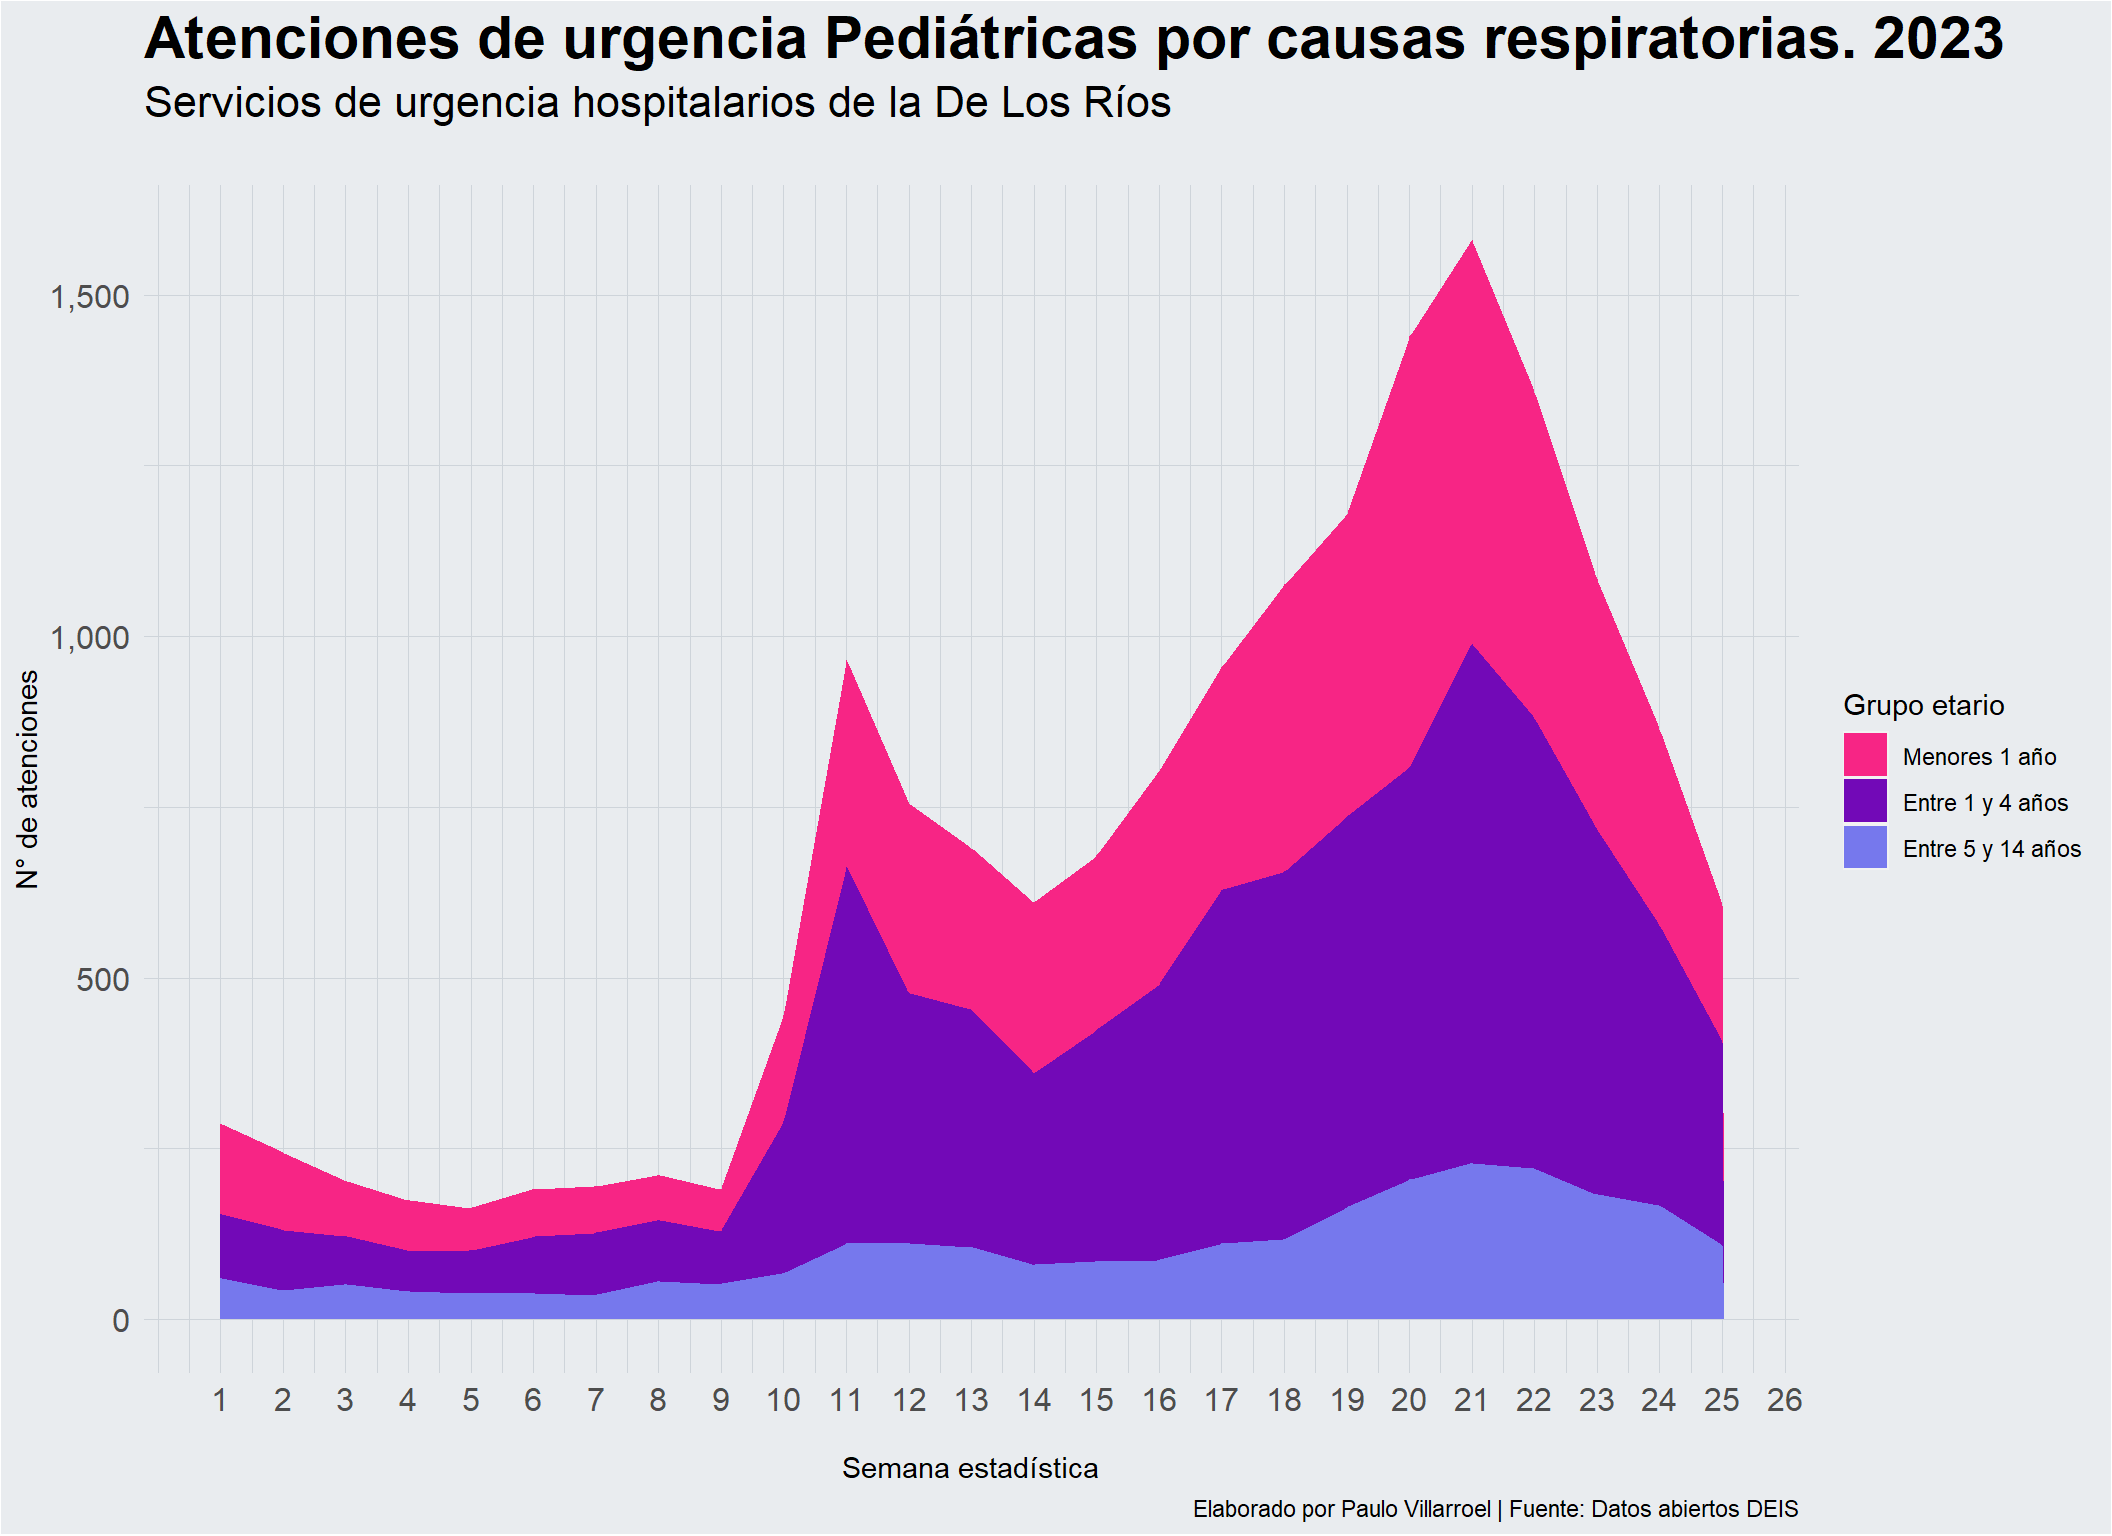 Atenciones de urgencia Pediátricas por causas respiratorias. 2023
Servicios de urgencia hospitalarios de la De Los Ríos
1,500
1,000
500
0
N° de atenciones
1 2 3 4 5 6 7 8 9 10 11 12 13 14 15 16 17 18 19 20 21 22 23 24 25 26
Semana estadística
Grupo etario
Menores 1 año
Entre 1 y 4 años
Entre 5 y 14 años
Elaborado por Paulo Villarroel | Fuente: Datos abiertos DEIS